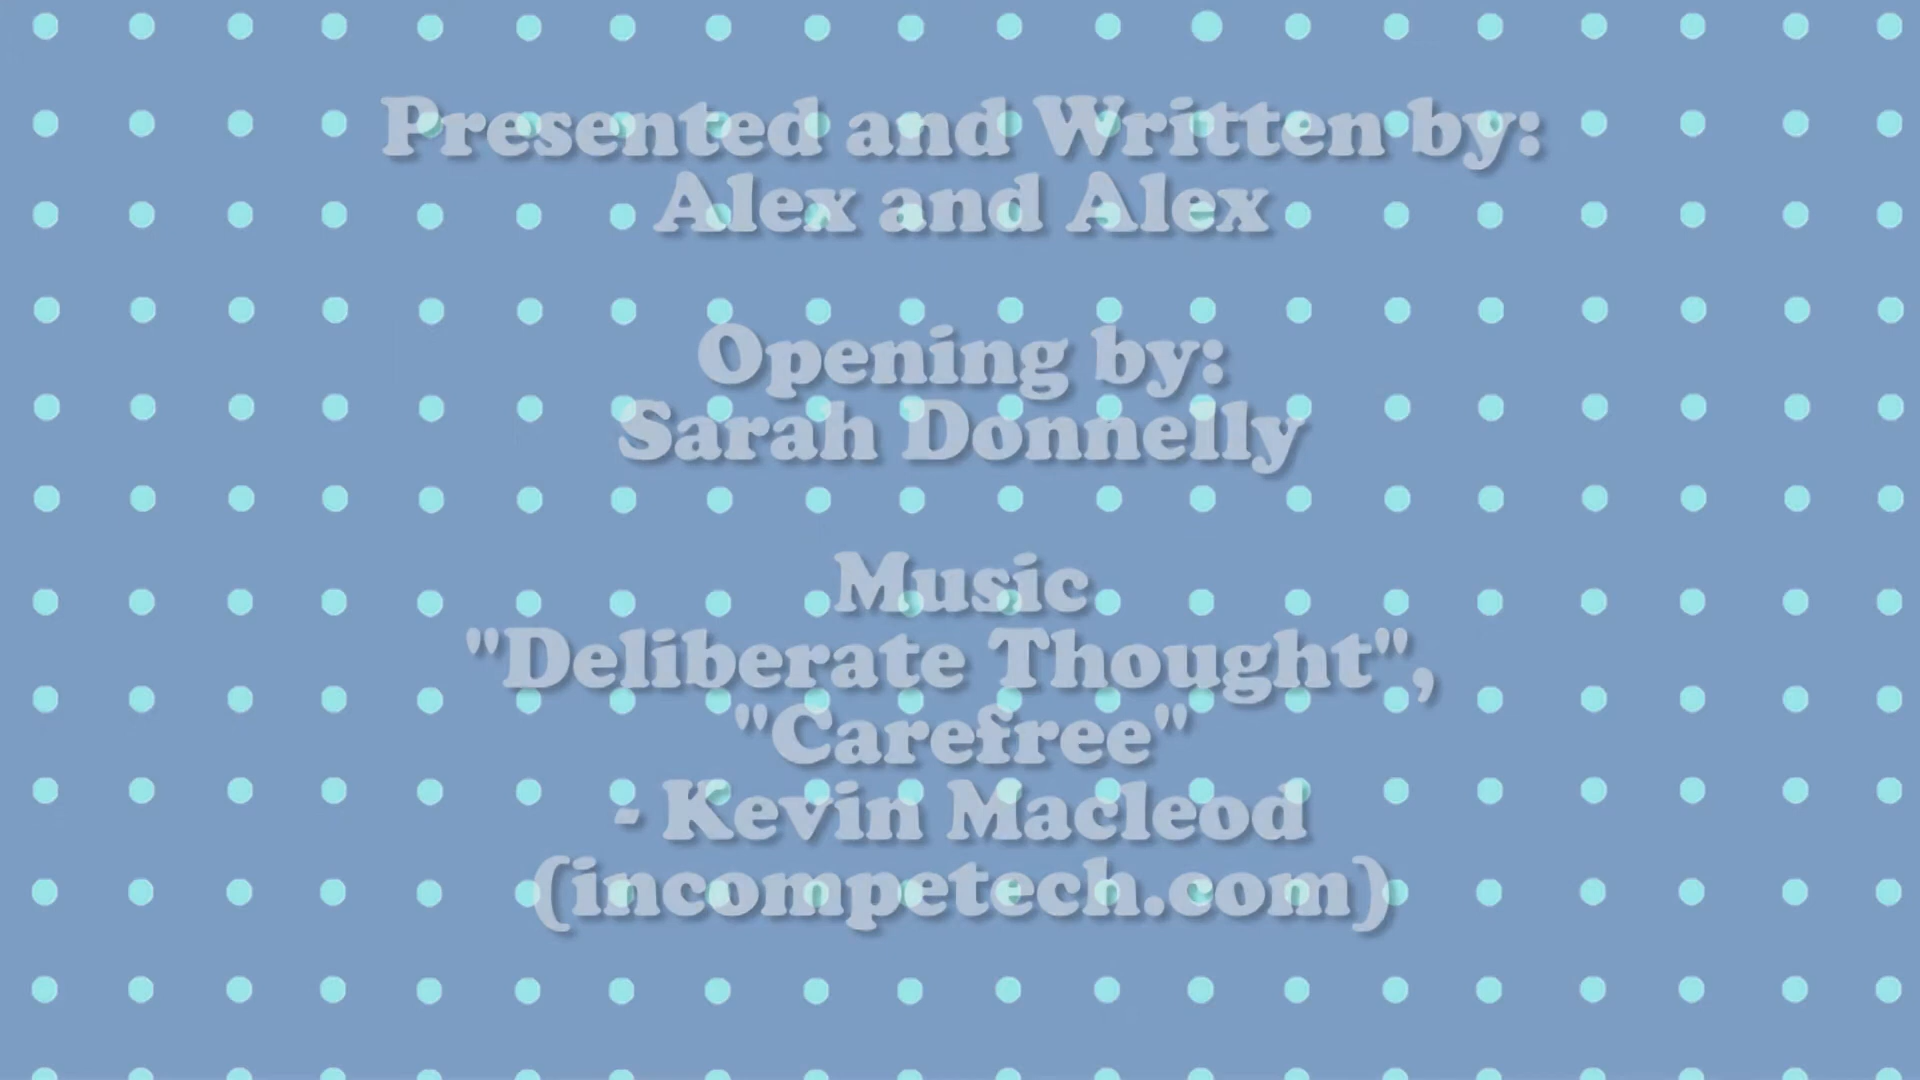 Presented and Written by:
Alex and Alex
Opening by:
Sarah Donnelly
Music
"Deliberate Thought",
"Carefree"
- Kevin Macleod
(incompetech.com)